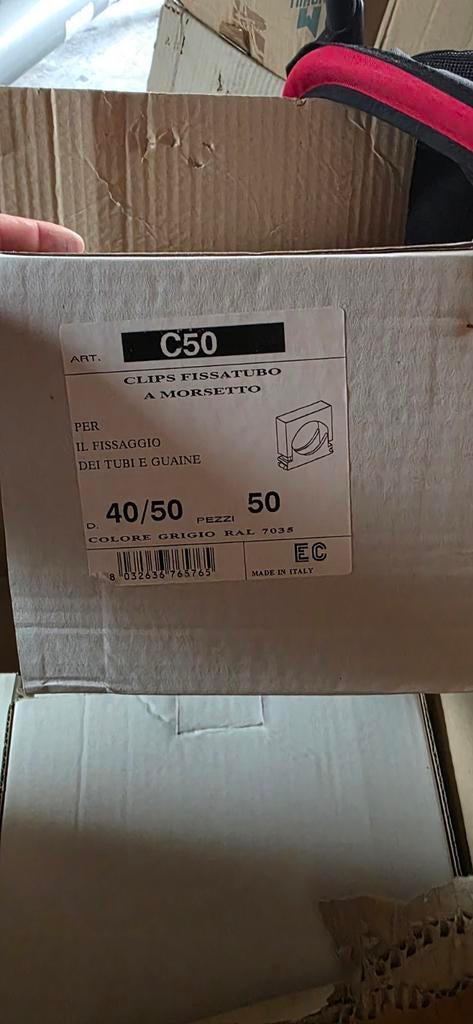 ART. C50
CLIPS FISSATUBO
A MORSETTO
PER
IL FISSAGGIO
DEI TUBI E GUAINE
D. 40/50 PEZZI 50
COLORE GRIGIO RAL 7035
8 032636 765765
EC
MADE IN ITALY